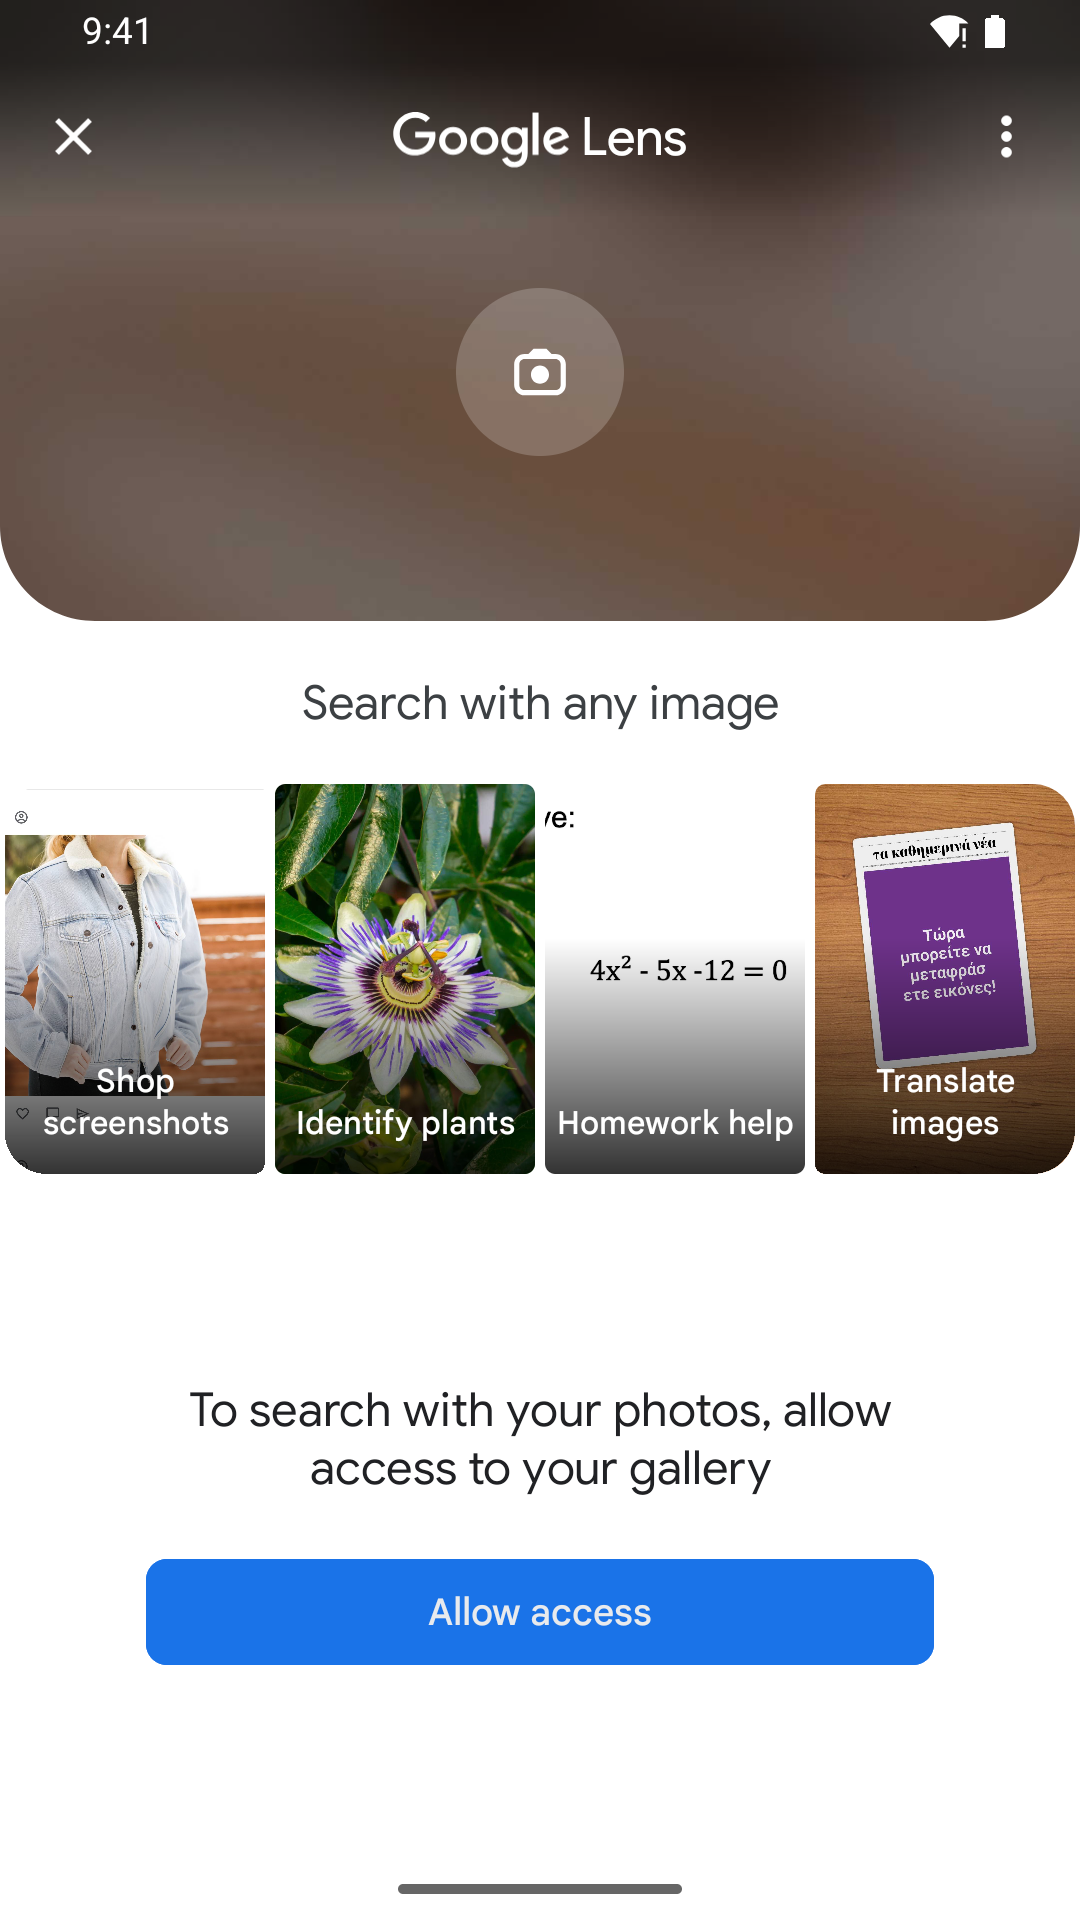 9:41
Google Lens
Search with any image
Shop
screenshots
Identify plants
ve:
4x² - 5x -12 = 0
Homework help
τα καθημερινά νέα
Τώρα
μπορείτε να
μεταφράσ
ετε εικόνες!
Translate
images
To search with your photos, allow
access to your gallery
Allow access